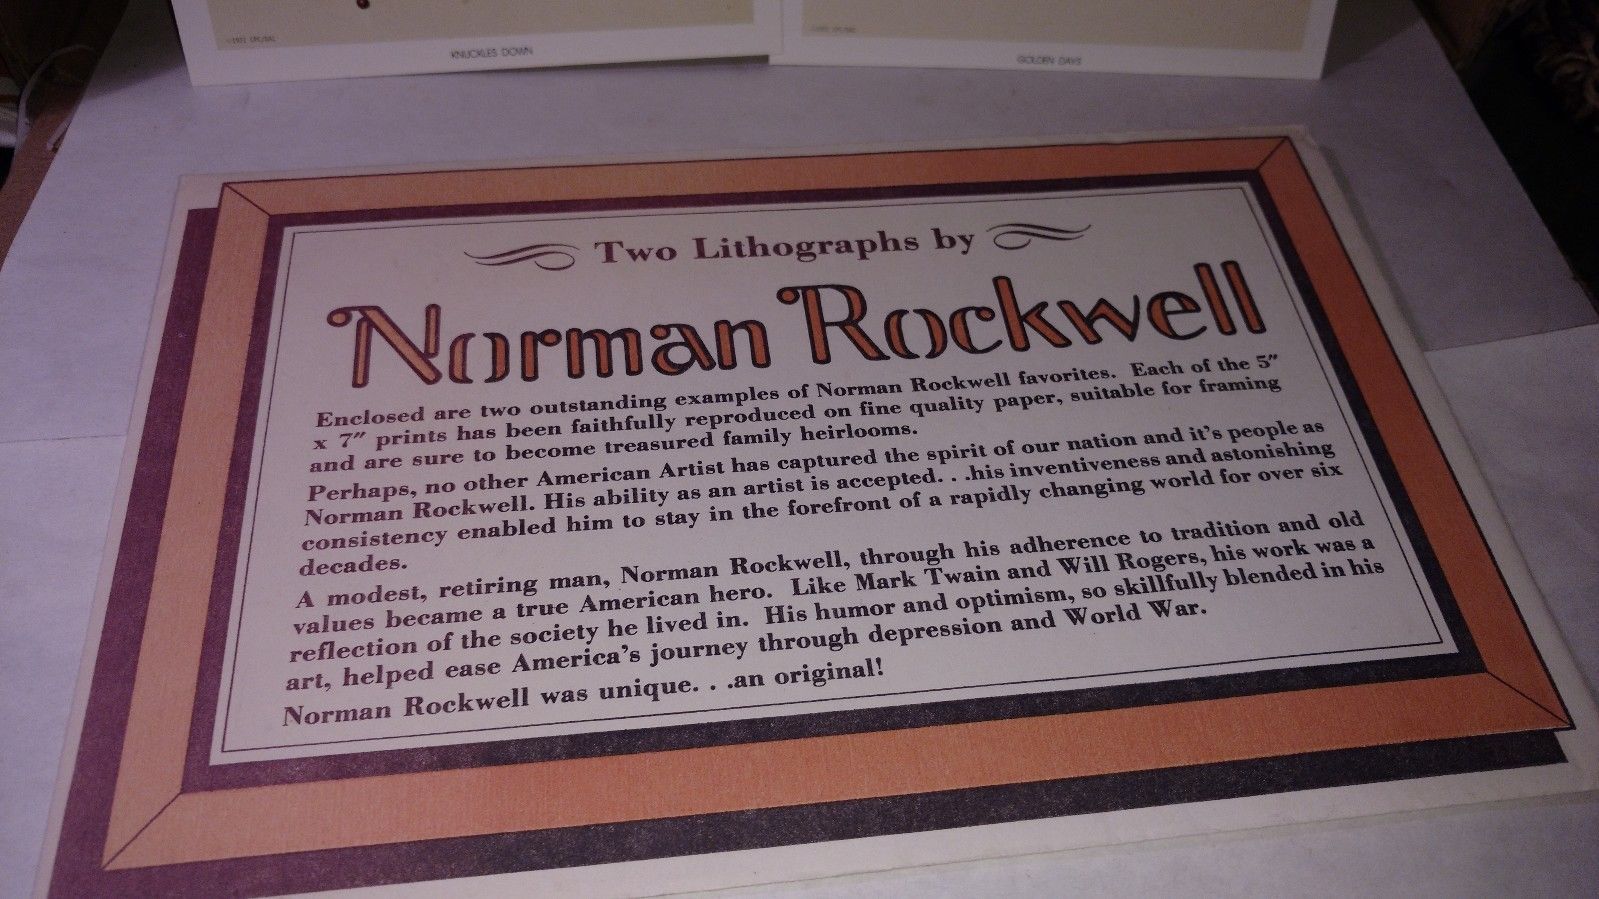 KNUCKLES DOWN
GOLDEN DAYS
Two Lithographs by
Norman Rockwell
Enclosed are two outstanding examples of Norman Rockwell favorites. Each of the 5″
x 7″ prints has been faithfully reproduced on fine quality paper, suitable for framing
and are sure to become treasured family heirlooms.
Perhaps, no other American Artist has captured the spirit of our nation and it's people as
Norman Rockwell. His ability as an artist is accepted. . .his inventiveness and astonishing
consistency enabled him to stay in the forefront of a rapidly changing world for over six
decades.
A modest, retiring man, Norman Rockwell, through his adherence to tradition and old
values became a true American hero. Like Mark Twain and Will Rogers, his work was a
reflection of the society he lived in. His humor and optimism, so skillfully blended in his
art, helped ease America's journey through depression and World War.
Norman Rockwell was unique. . .an original!